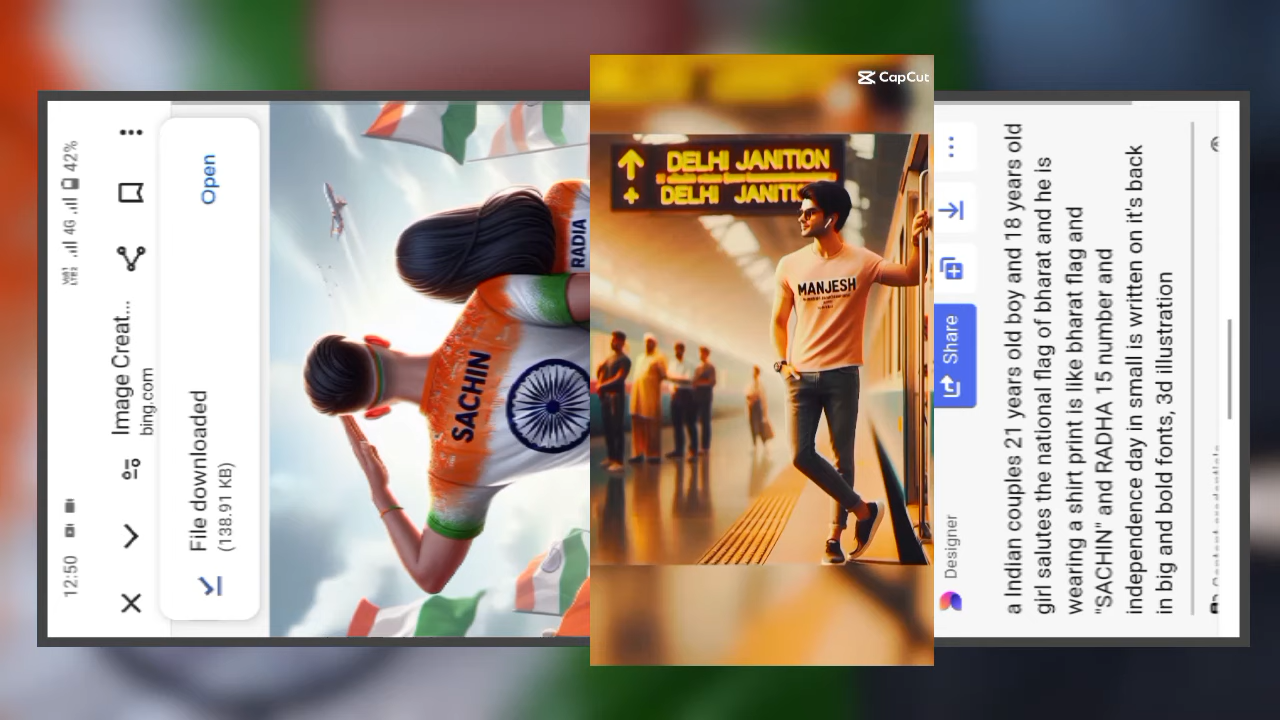 12:50
4G 42%
Image Creat...
bing.com
File downloaded
(138.91 KB)
Open
SACHIN
RADIA
CapCut
DELHI JANITION
DELHI JANITI
MANJESH
Designer
Share
a Indian couples 21 years old boy and 18 years old
girl salutes the national flag of bharat and he is
wearing a shirt print is like bharat flag and
"SACHIN" and RADHA 15 number and
independence day in small is written on it's back
in big and bold fonts, 3d illustration